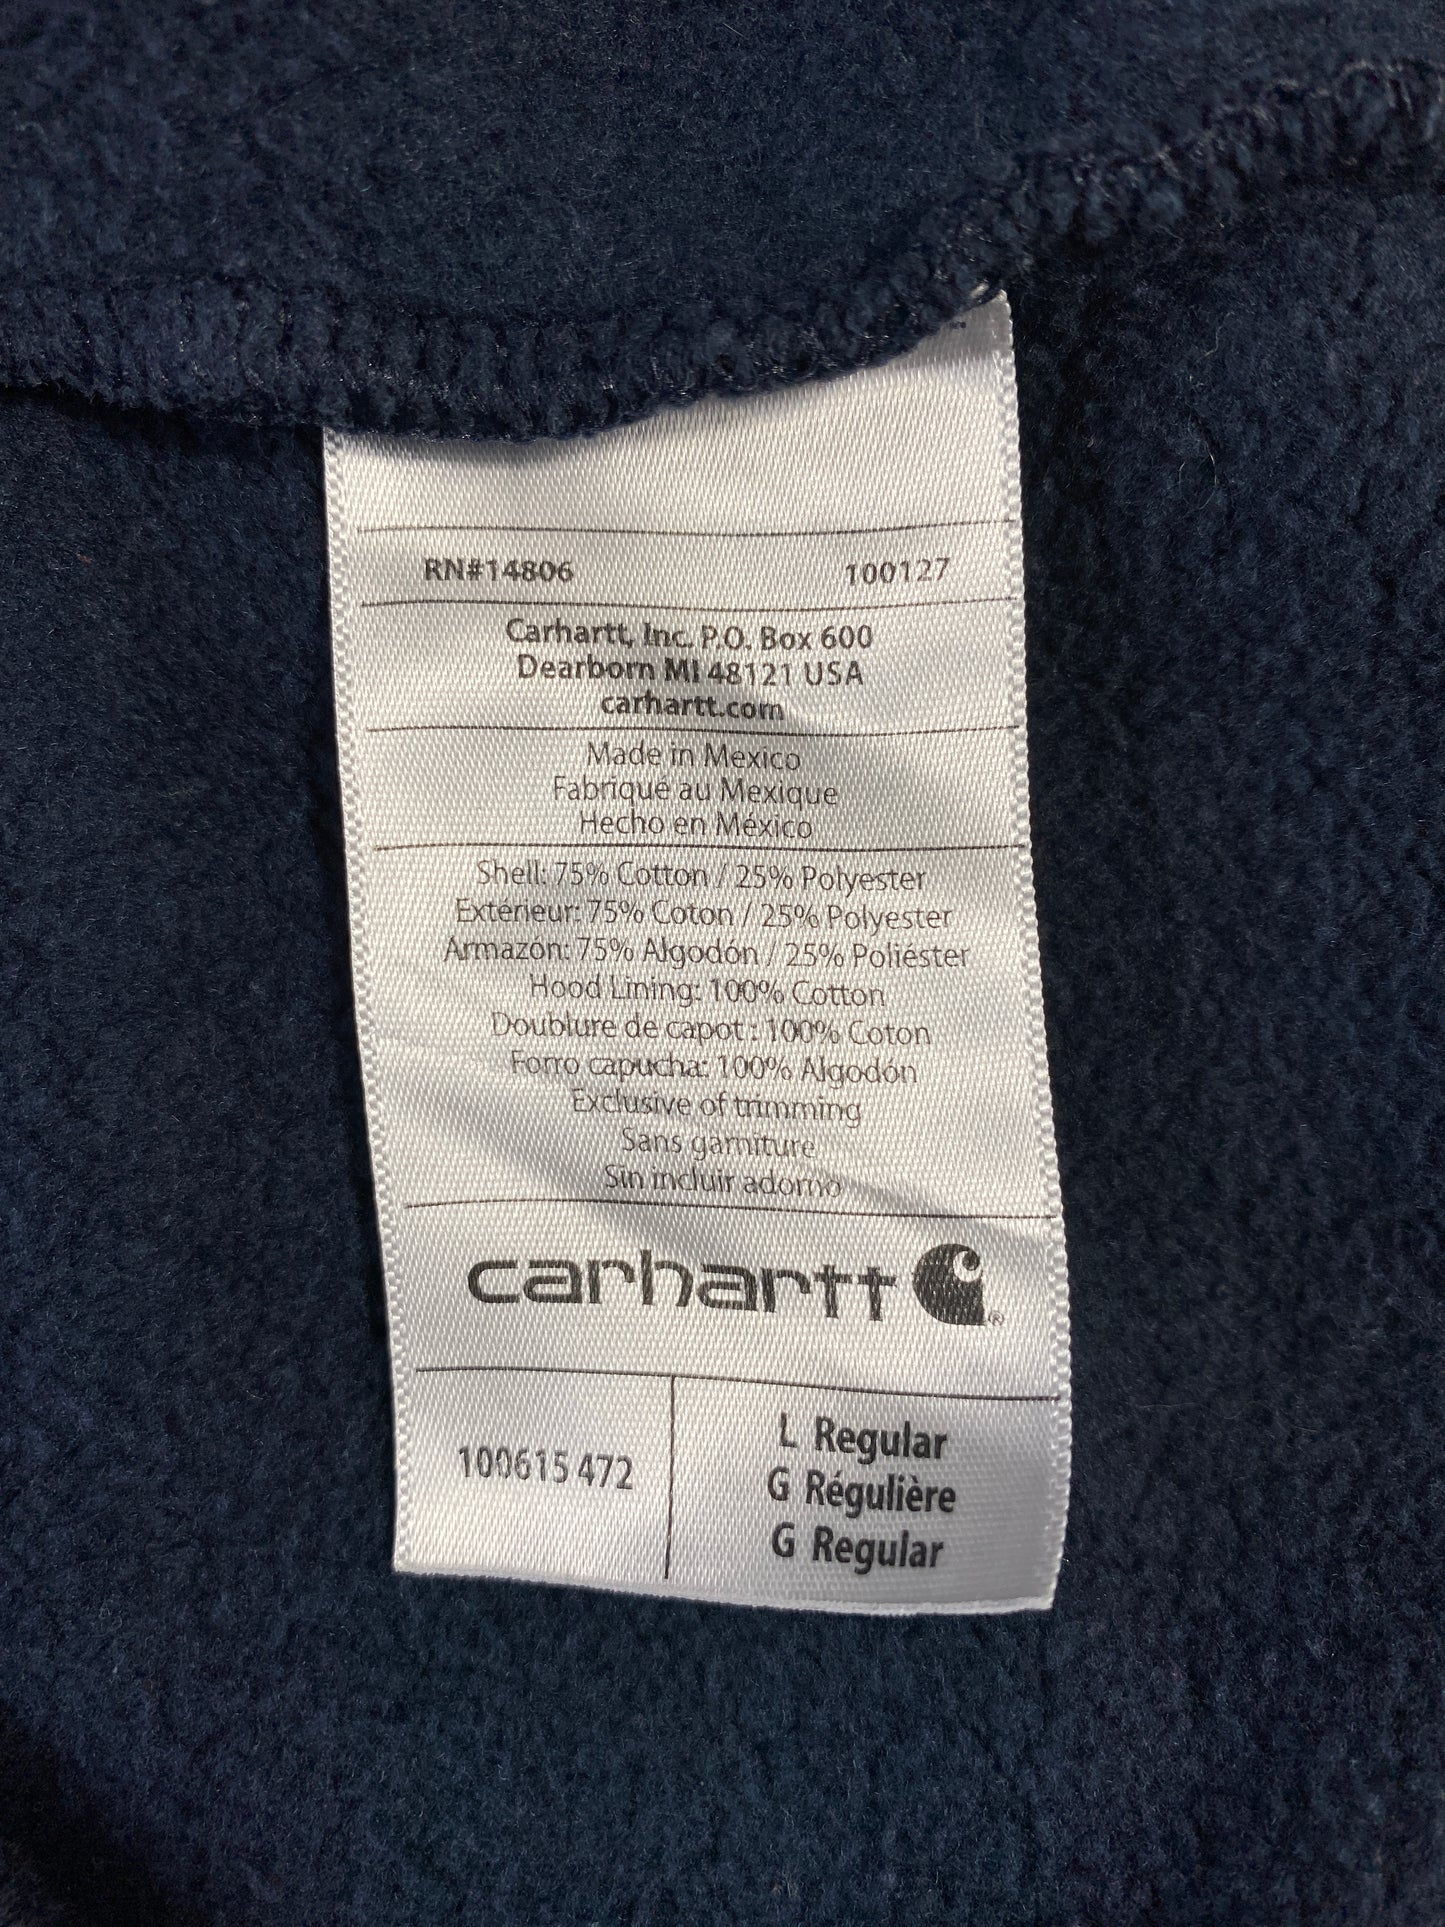 RN#14806 100127
Carhartt, Inc. P.O. Box 600
Dearborn MI 48121 USA
carhartt.com
Made in Mexico
Fabriqué au Mexique
Hecho en México
Shell: 75% Cotton / 25% Polyester
Extérieur: 75% Coton / 25% Polyester
Armazón: 75% Algodón / 25% Poliéster
Hood Lining: 100% Cotton
Doublure de capot : 100% Coton
Forro capucha: 100% Algodón
Exclusive of trimming
Sans garniture
Sin incluir adorno
carhartt ®
100615 472
L Regular
G Régulière
G Regular